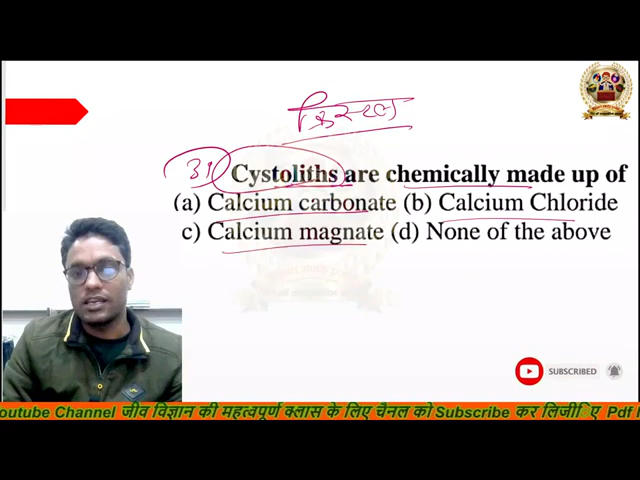 31 Cystoliths are chemically made up of
(a) Calcium carbonate (b) Calcium Chloride
c) Calcium magnate (d) None of the above
SUBSCRIBED
outube Channel जीव विज्ञान की महत्वपूर्ण क्लास के लिए चैनल को Subscribe कर लिजीिए Pdf